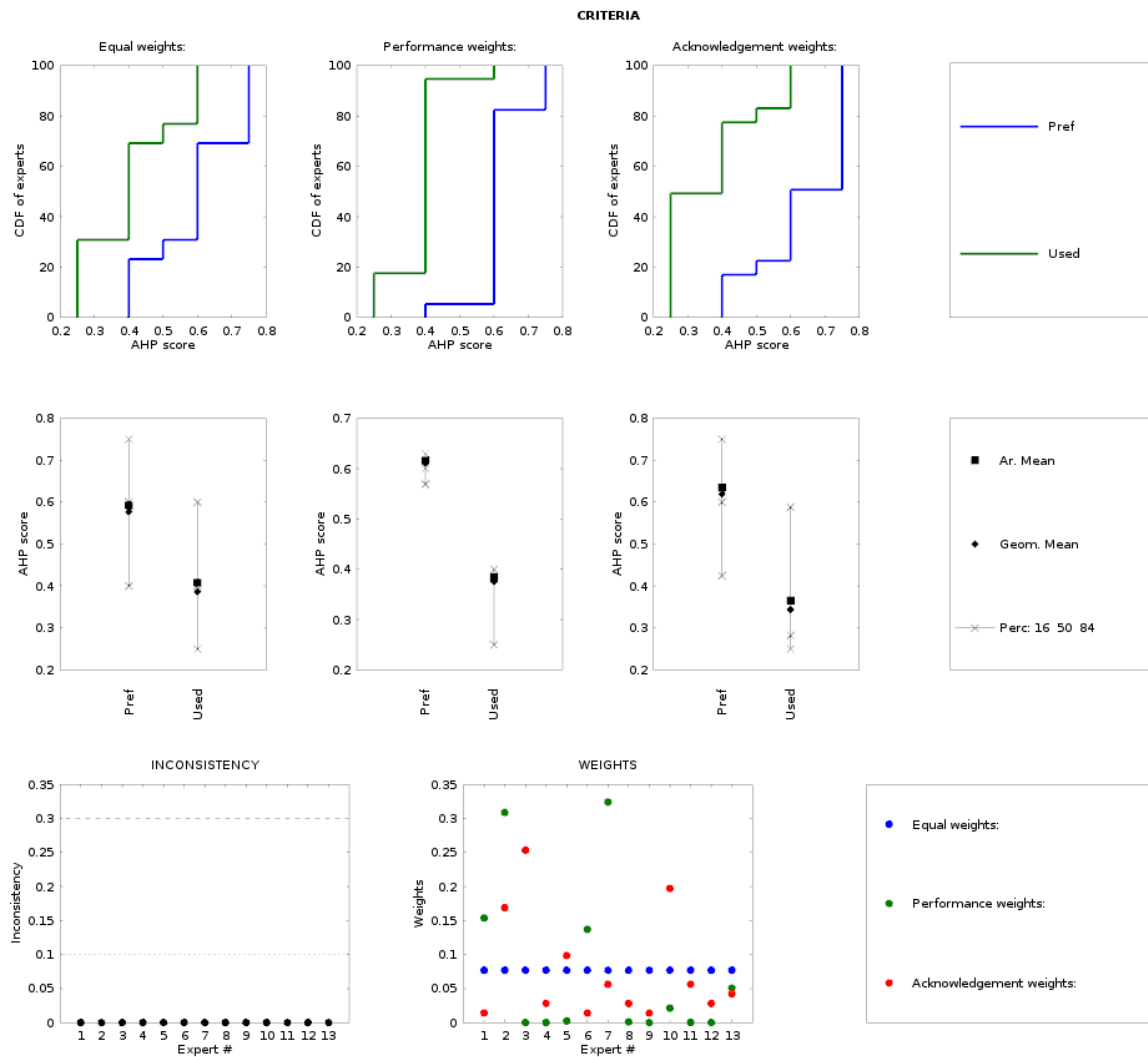 CRITERIA
Equal weights:
Performance weights:
Acknowledgement weights:
100
80
60
40
20
0
CDF of experts
0.2 0.3 0.4 0.5 0.6 0.7 0.8
AHP score
100
80
60
40
20
0
CDF of experts
0.2 0.3 0.4 0.5 0.6 0.7 0.8
AHP score
100
80
60
40
20
0
CDF of experts
0.2 0.3 0.4 0.5 0.6 0.7 0.8
AHP score
Pref
Used
0.8
0.7
0.6
0.5
0.4
0.3
0.2
AHP score
Pref
Used
0.7
0.6
0.5
0.4
0.3
0.2
AHP score
Pref
Used
0.8
0.7
0.6
0.5
0.4
0.3
0.2
AHP score
Pref
Used
Ar. Mean
Geom. Mean
Perc: 16 50 84
INCONSISTENCY
0.35
0.3
0.25
0.2
0.15
0.1
0.05
0
Inconsistency
1 2 3 4 5 6 7 8 9 10 11 12 13
Expert #
WEIGHTS
0.35
0.3
0.25
0.2
0.15
0.1
0.05
0
Weights
1 2 3 4 5 6 7 8 9 10 11 12 13
Expert #
Equal weights:
Performance weights:
Acknowledgement weights: